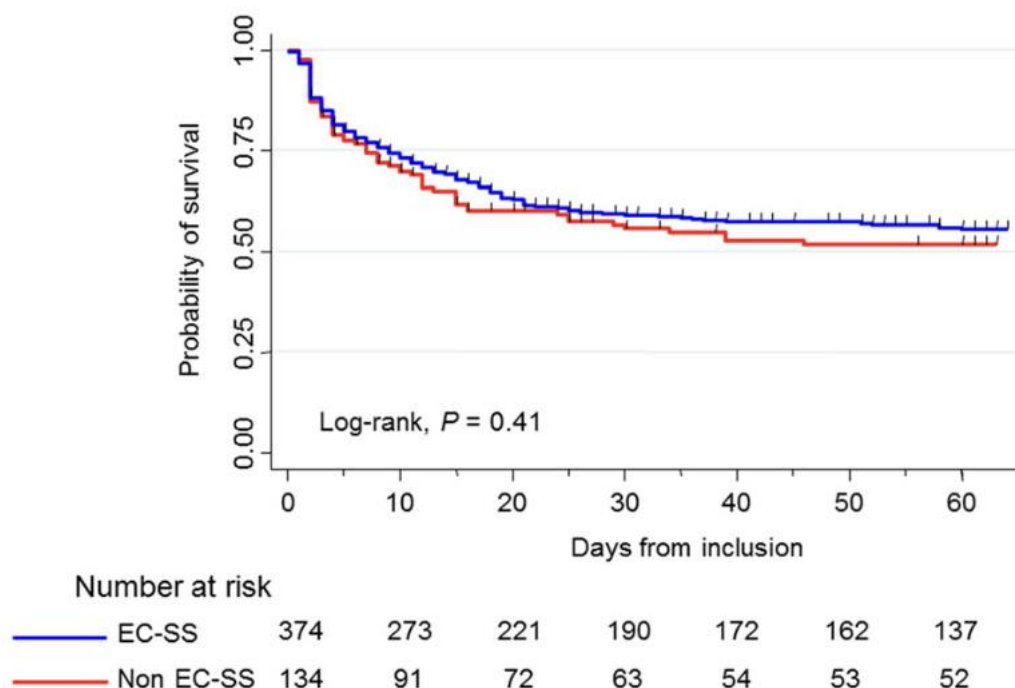 1.00
0.75
0.50
0.25
0.00
Probability of survival
Log-rank, P = 0.41
0 10 20 30 40 50 60
Days from inclusion
Number at risk
EC-SS 374 273 221 190 172 162 137
Non EC-SS 134 91 72 63 54 53 52